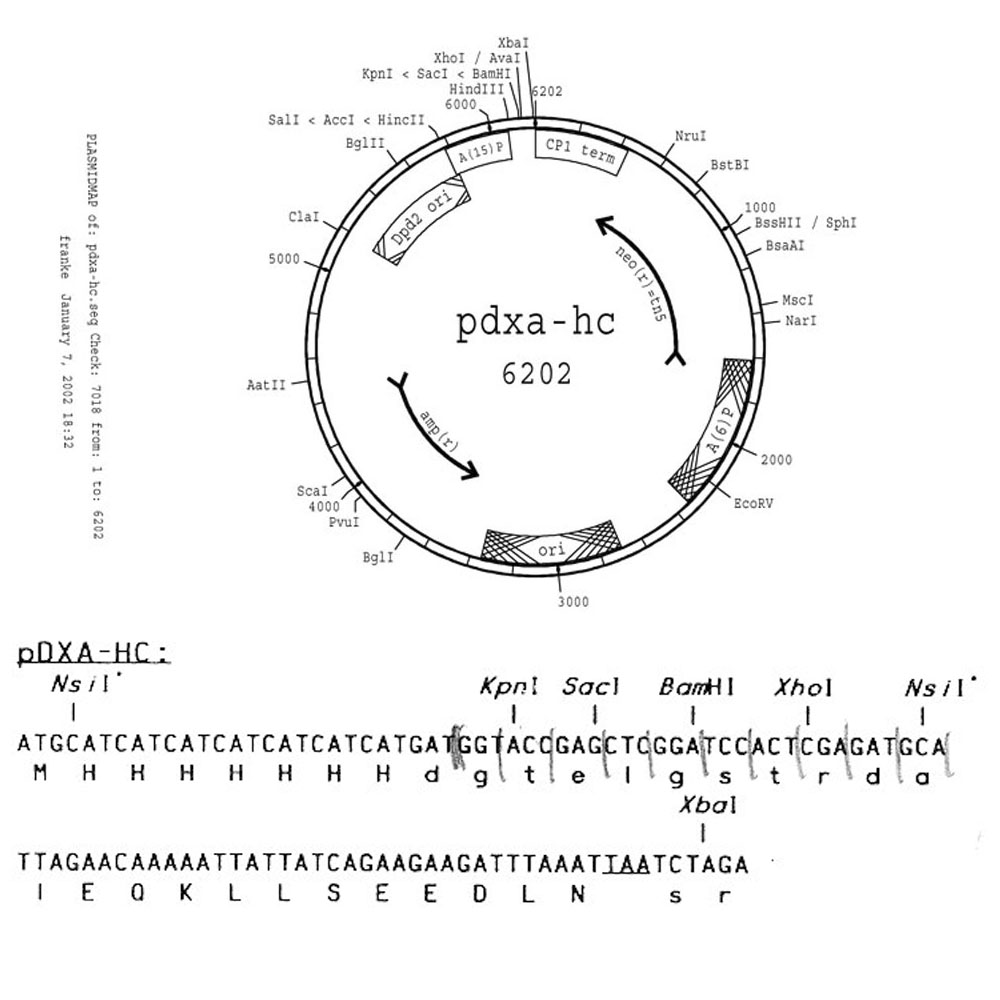 XbaI
XhoI / AvaI
KpnI < SacI < BamHI
HindIII
6202
6000
SalI < AccI < HincII
BglII
A(15)P
CP1 term
NruI
BstBI
Dpd2 ori
ClaI
1000
BssHII / SphI
BsaAI
5000
neo(r)=tn5
MscI
NarI
pdxa-hc
6202
AatII
amp(r)
A(6)P
2000
ScaI
4000
PvuI
EcoRV
BglI
ori
3000
PLASMIDMAP of: pdxa-hc.seq Check: 7018 from: 1 to: 6202
franke January 7, 2002 18:32
pDXA-HC:
NsiI* KpnI SacI BamHI XhoI NsiI*
ATGCATCATCATCATCATCATCATGATGGTACCGAGCTCGGATCCACTCGAGATGCA
M H H H H H H H d g t e l g s t r d a
XbaI
TTAGAACAAAAATTATTATCAGAAGAAGATTTAAATTAATCTAGA
l E Q K L L S E E D L N s r